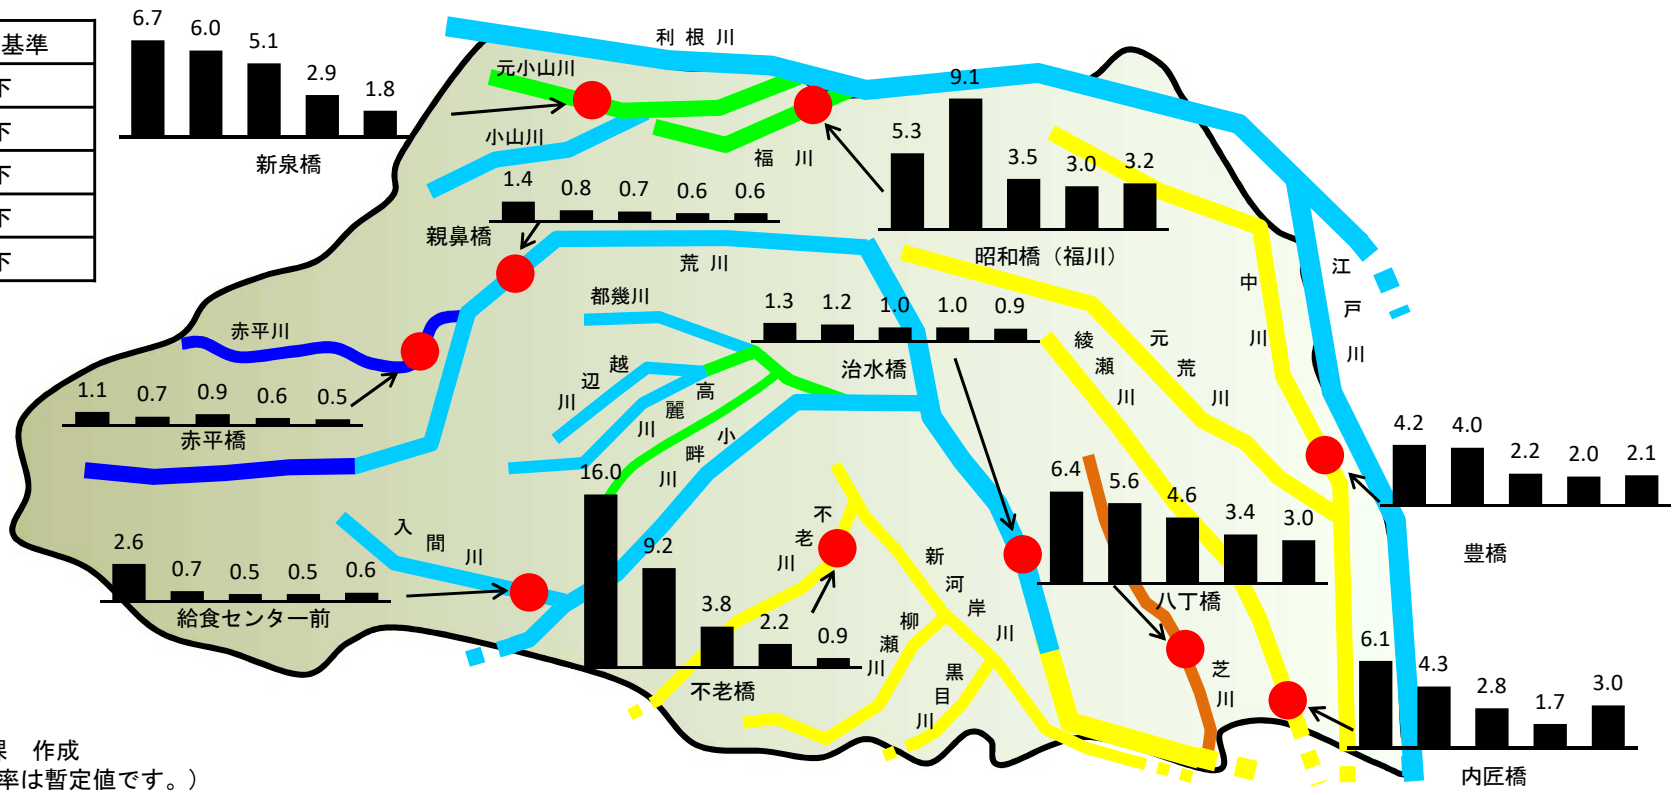 基準
下
下
下
下
下
6.7 6.0 5.1 2.9 1.8
新泉橋
利根川
元小山川
小山川
福川
5.3 9.1 3.5 3.0 3.2
昭和橋（福川）
1.4 0.8 0.7 0.6 0.6
親鼻橋
荒川
都幾川
1.3 1.2 1.0 1.0 0.9
治水橋
赤平川
1.1 0.7 0.9 0.6 0.5
赤平橋
越辺川
高麗川
小畔川
中川
江戸川
元荒川
綾瀬川
4.2 4.0 2.2 2.0 2.1
豊橋
16.0 9.2 3.8 2.2 0.9
不老橋
不老川
入間川
2.6 0.7 0.5 0.5 0.6
給食センター前
新河岸川
柳瀬川
黒目川
6.4 5.6 4.6 3.4 3.0
八丁橋
芝川
6.1 4.3 2.8 1.7 3.0
内匠橋
課　作成
率は暫定値です。）